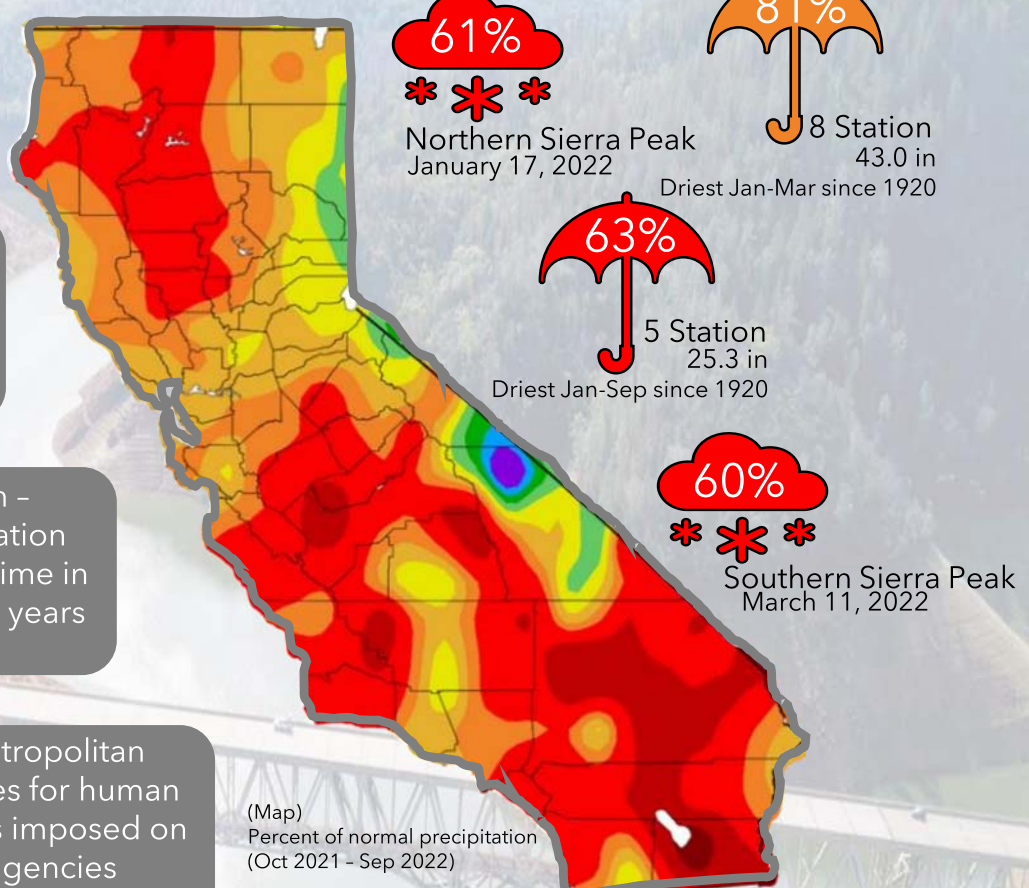 61%
Northern Sierra Peak
January 17, 2022
81%
8 Station
43.0 in
Driest Jan-Mar since 1920
63%
5 Station
25.3 in
Driest Jan-Sep since 1920
60%
Southern Sierra Peak
March 11, 2022
n –
ation
ime in
years
tropolitan
es for human
s imposed on
gencies
(Map)
Percent of normal precipitation
(Oct 2021 – Sep 2022)